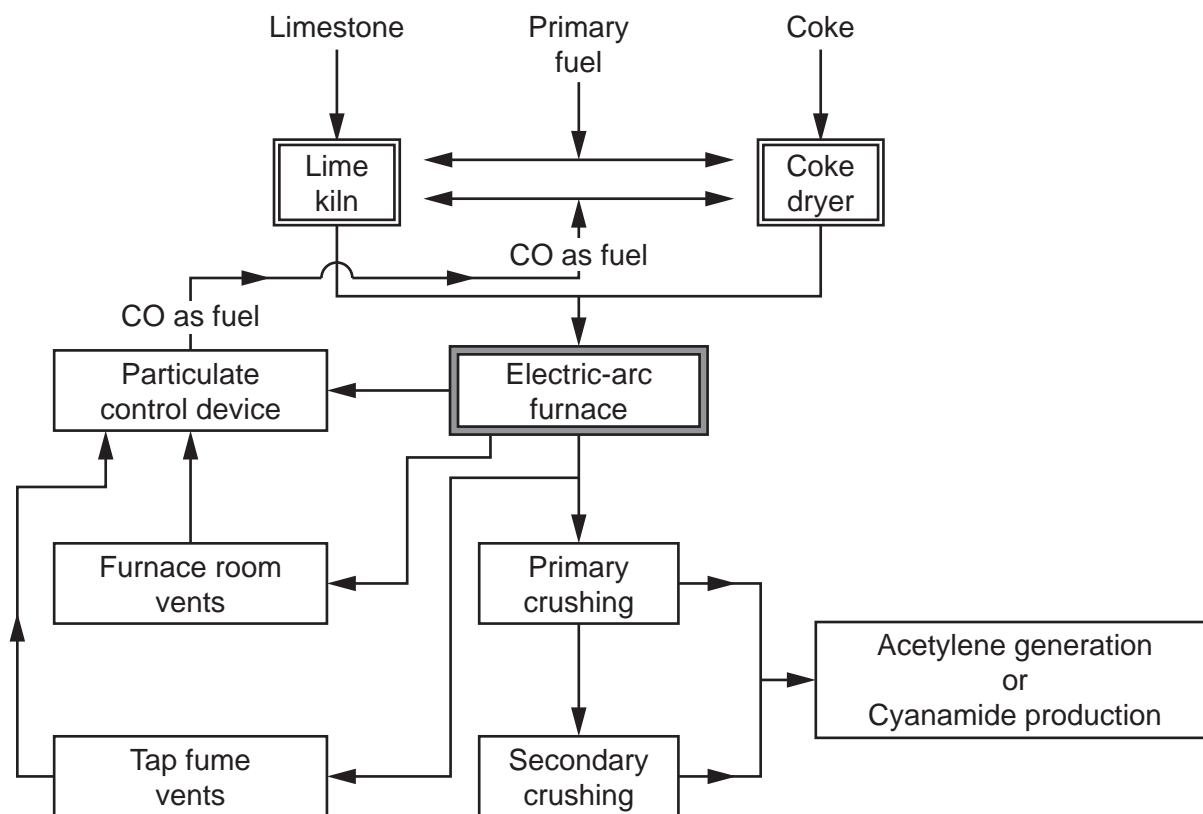 Limestone
Primary
fuel
Coke
Lime
kiln
Coke
dryer
CO as fuel
CO as fuel
Particulate
control device
Electric-arc
furnace
Furnace room
vents
Primary
crushing
Acetylene generation
or
Cyanamide production
Tap fume
vents
Secondary
crushing